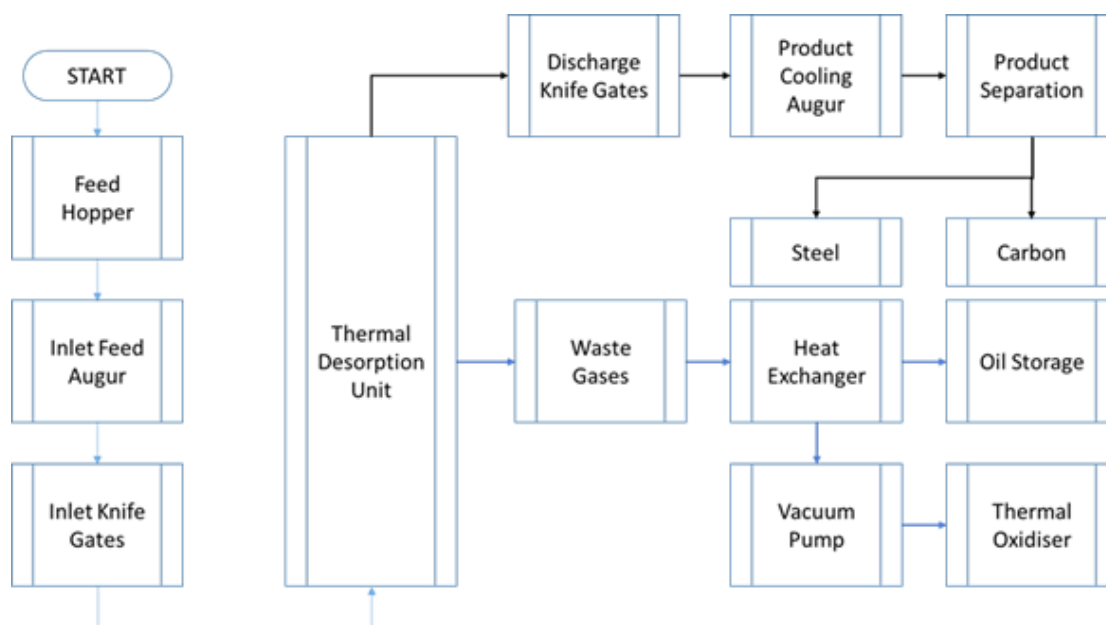 START
Feed
Hopper
Inlet Feed
Augur
Inlet Knife
Gates
Thermal
Desorption
Unit
Discharge
Knife Gates
Product
Cooling
Augur
Product
Separation
Steel
Carbon
Waste
Gases
Heat
Exchanger
Oil Storage
Vacuum
Pump
Thermal
Oxidiser